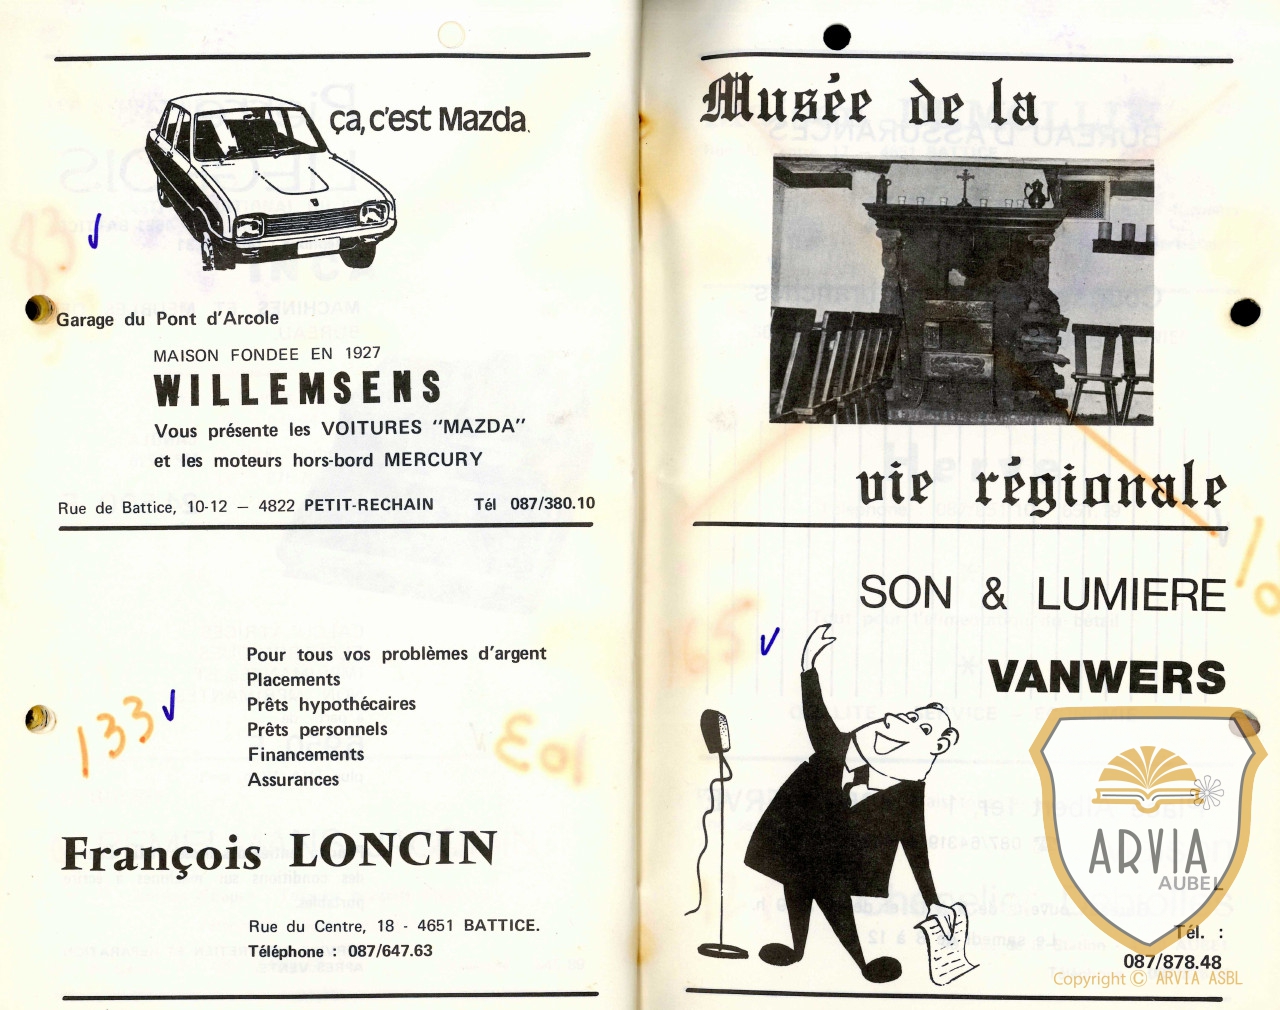 ça, c'est Mazda.
83
Garage du Pont d'Arcole
MAISON FONDEE EN 1927
WILLEMSENS
Vous présente les VOITURES "MAZDA"
et les moteurs hors-bord MERCURY
Rue de Battice, 10-12 — 4822 PETIT-RECHAIN Tél 087/380.10
Pour tous vos problèmes d'argent
Placements
Prêts hypothécaires
Prêts personnels
Financements
Assurances
133
François LONCIN
Rue du Centre, 18 - 4651 BATTICE.
Téléphone : 087/647.63
Musée de la
vie régionale
SON & LUMIERE
165
VANWERS
ARVIA
AUBEL
Tél. :
087/878.48
Copyright © ARVIA ASBL